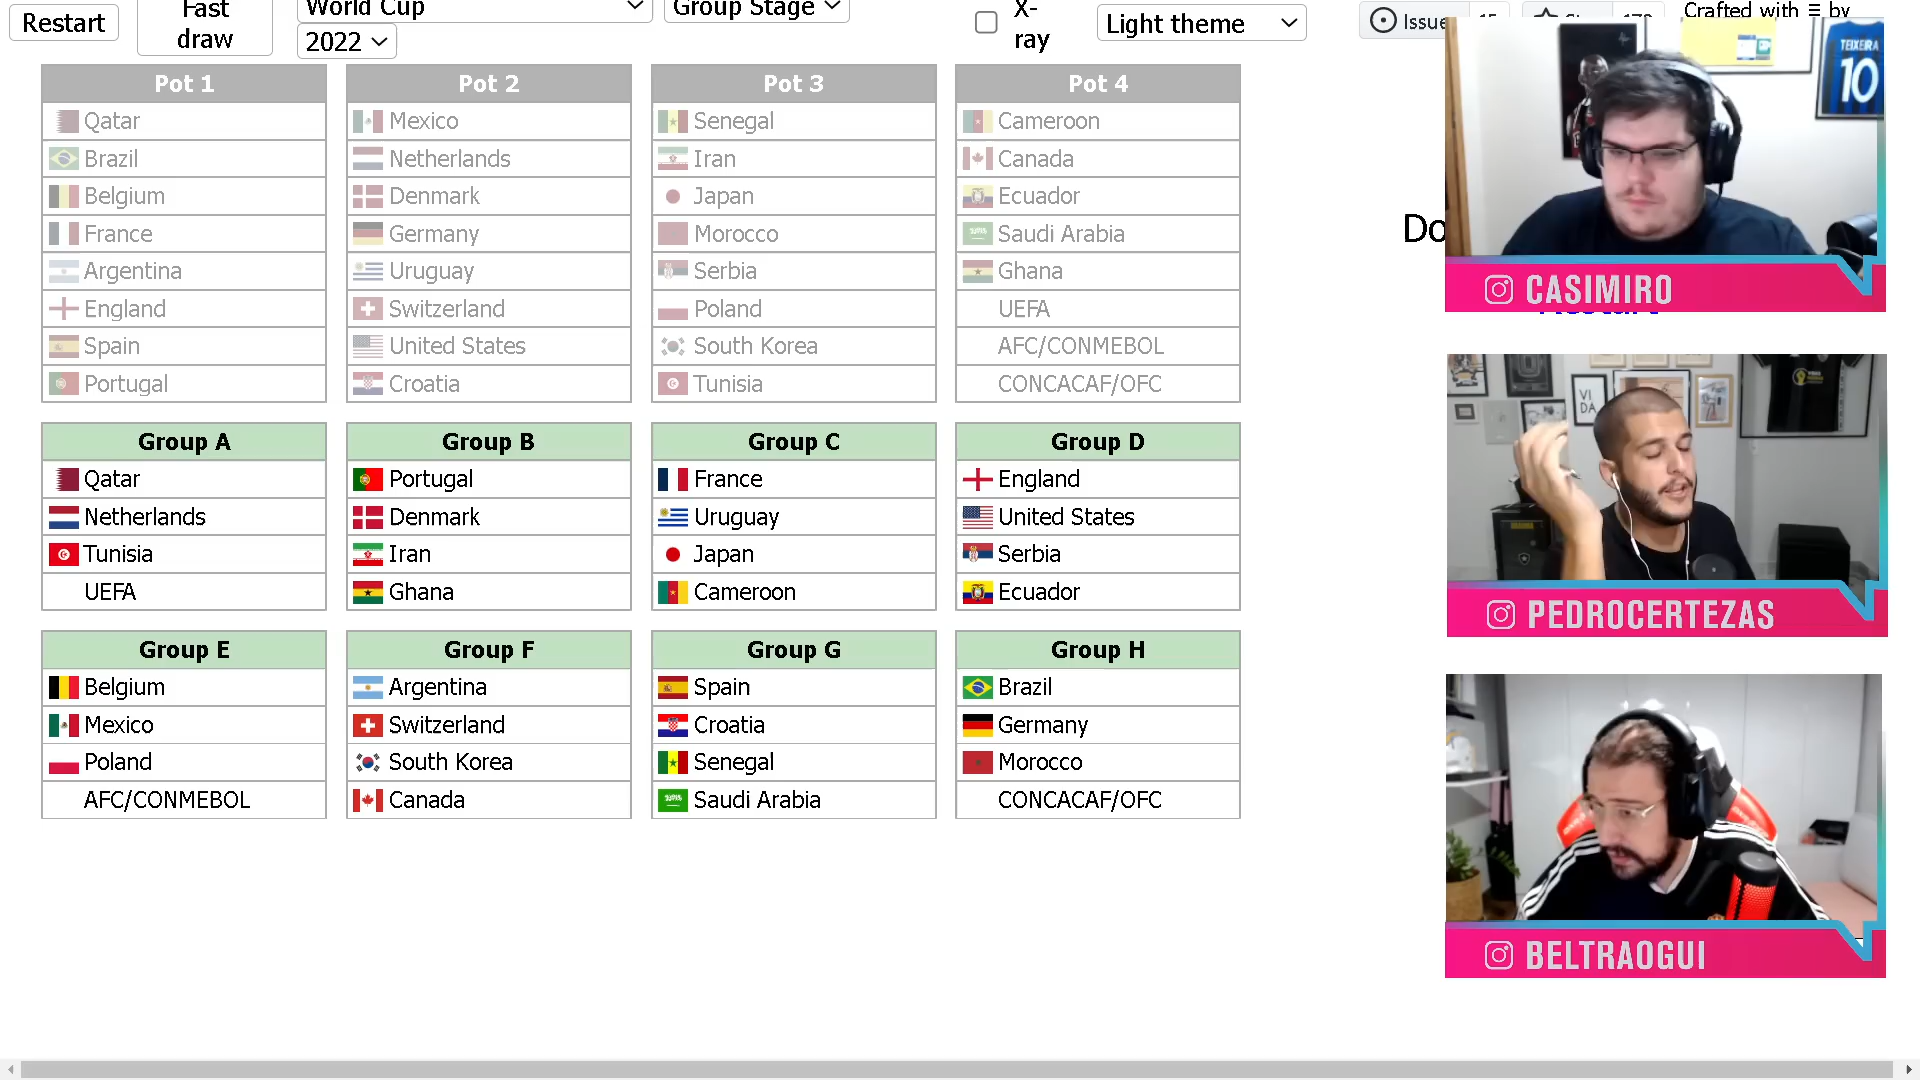 Restart
Fast draw
World Cup
2022
Group Stage
X-ray
Light theme
Crafted with ≡ by
Pot 1
Qatar
Brazil
Belgium
France
Argentina
England
Spain
Portugal
Pot 2
Mexico
Netherlands
Denmark
Germany
Uruguay
Switzerland
United States
Croatia
Pot 3
Senegal
Iran
Japan
Morocco
Serbia
Poland
South Korea
Tunisia
Pot 4
Cameroon
Canada
Ecuador
Saudi Arabia
Ghana
UEFA
AFC/CONMEBOL
CONCACAF/OFC
Group A
Qatar
Netherlands
Tunisia
UEFA
Group B
Portugal
Denmark
Iran
Ghana
Group C
France
Uruguay
Japan
Cameroon
Group D
England
United States
Serbia
Ecuador
Group E
Belgium
Mexico
Poland
AFC/CONMEBOL
Group F
Argentina
Switzerland
South Korea
Canada
Group G
Spain
Croatia
Senegal
Saudi Arabia
Group H
Brazil
Germany
Morocco
CONCACAF/OFC
TEIXEIRA
10
CASIMIRO
VI
DA
PEDROCERTEZAS
BELTRAOGUI